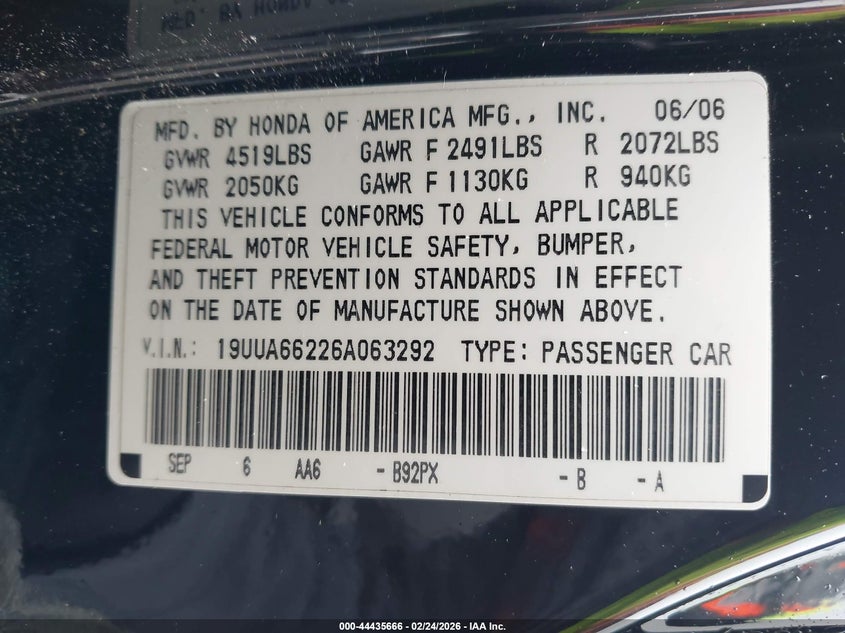 MFD. BY HONDA OF AMERICA MFG., INC. 06/06
GVWR 4519LBS GAWR F 2491LBS R 2072LBS
GVWR 2050KG GAWR F 1130KG R 940KG
THIS VEHICLE CONFORMS TO ALL APPLICABLE
FEDERAL MOTOR VEHICLE SAFETY, BUMPER,
AND THEFT PREVENTION STANDARDS IN EFFECT
ON THE DATE OF MANUFACTURE SHOWN ABOVE.
V.I.N.: 19UUA66226A063292 TYPE: PASSENGER CAR
SEP 6 AA6 - B92PX - B - A
000-44435666 - 02/24/2026 - IAA Inc.